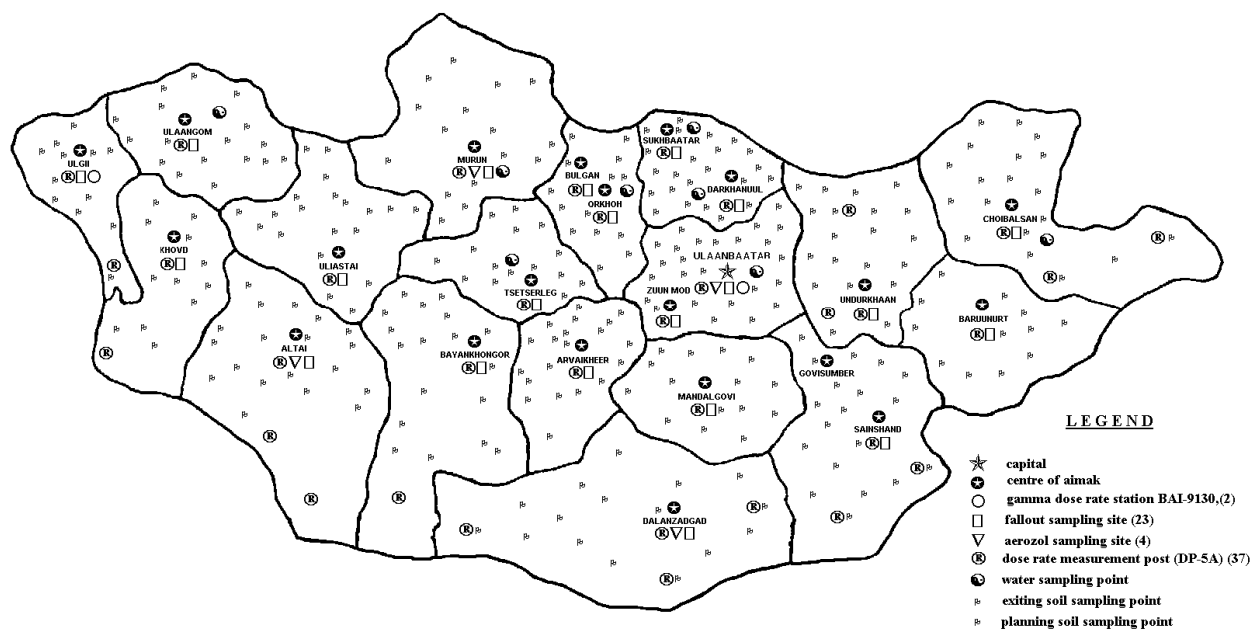 SUKHBAATAR
ULAANGOM
MURUN
ULGII
BULGAN
DARKHANUUL
ORKHOH
CHOIBALSAN
KHOVD
ULAANBAATAR
ULIASTAI
TSETSERLEG
ZUUN MOD
UNDURKHAAN
BARUUNURT
ALTAI
BAYANKHONGOR
ARVAIKHEER
GOVISUMBER
MANDALGOVI
SAINSHAND
DALANZADGAD
LEGEND
capital
centre of aimak
gamma dose rate station BAI-9130,(2)
fallout sampling site (23)
aerozol sampling site (4)
R dose rate measurement post (DP-5A) (37)
water sampling point
exiting soil sampling point
planning soil sampling point